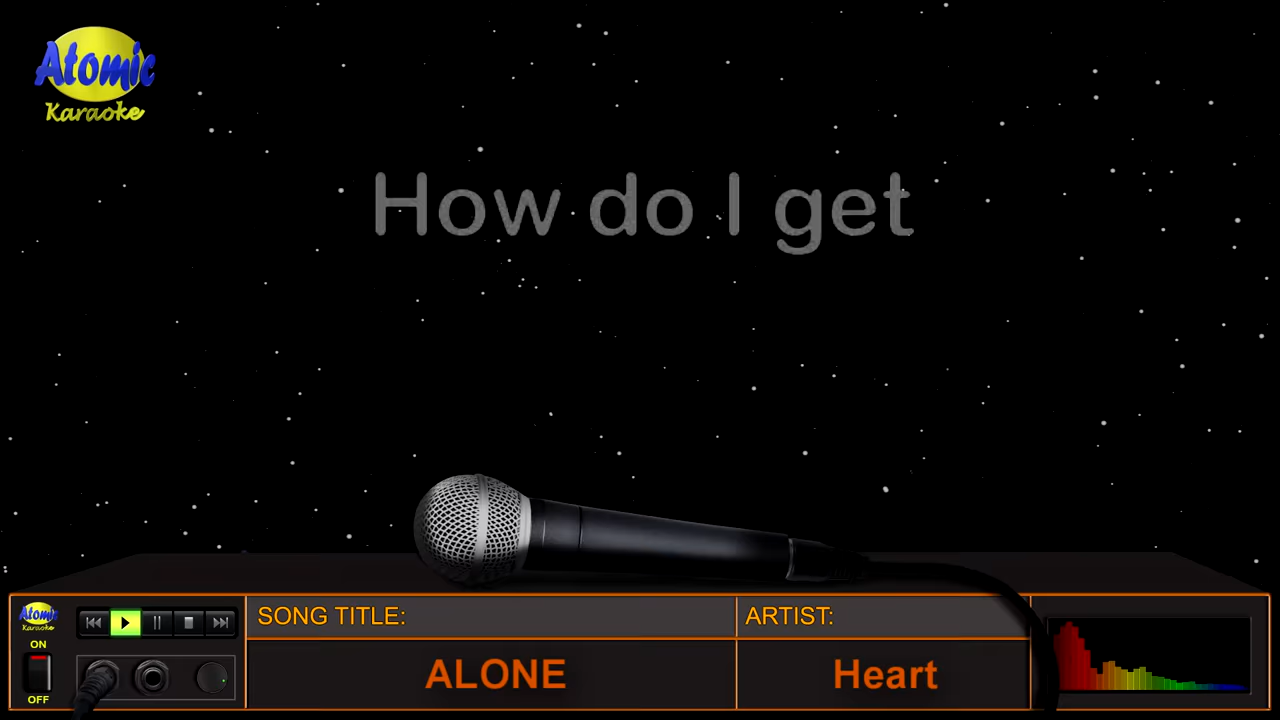 Atomic
Karaoke
How do I get
Atomic
Karaoke
ON
OFF
SONG TITLE:
ALONE
ARTIST:
Heart